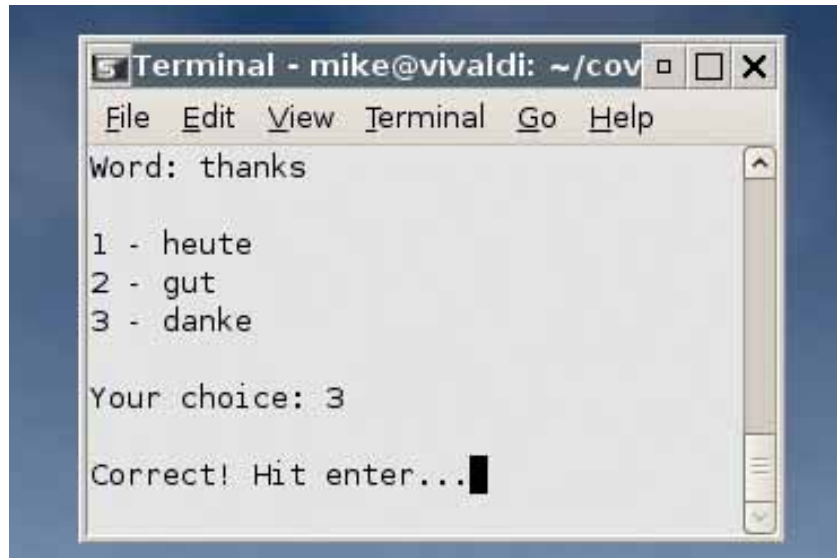 Terminal - mike@vivaldi: ~/cov
File Edit View Terminal Go Help
Word: thanks
1 - heute
2 - gut
3 - danke
Your choice: 3
Correct! Hit enter...